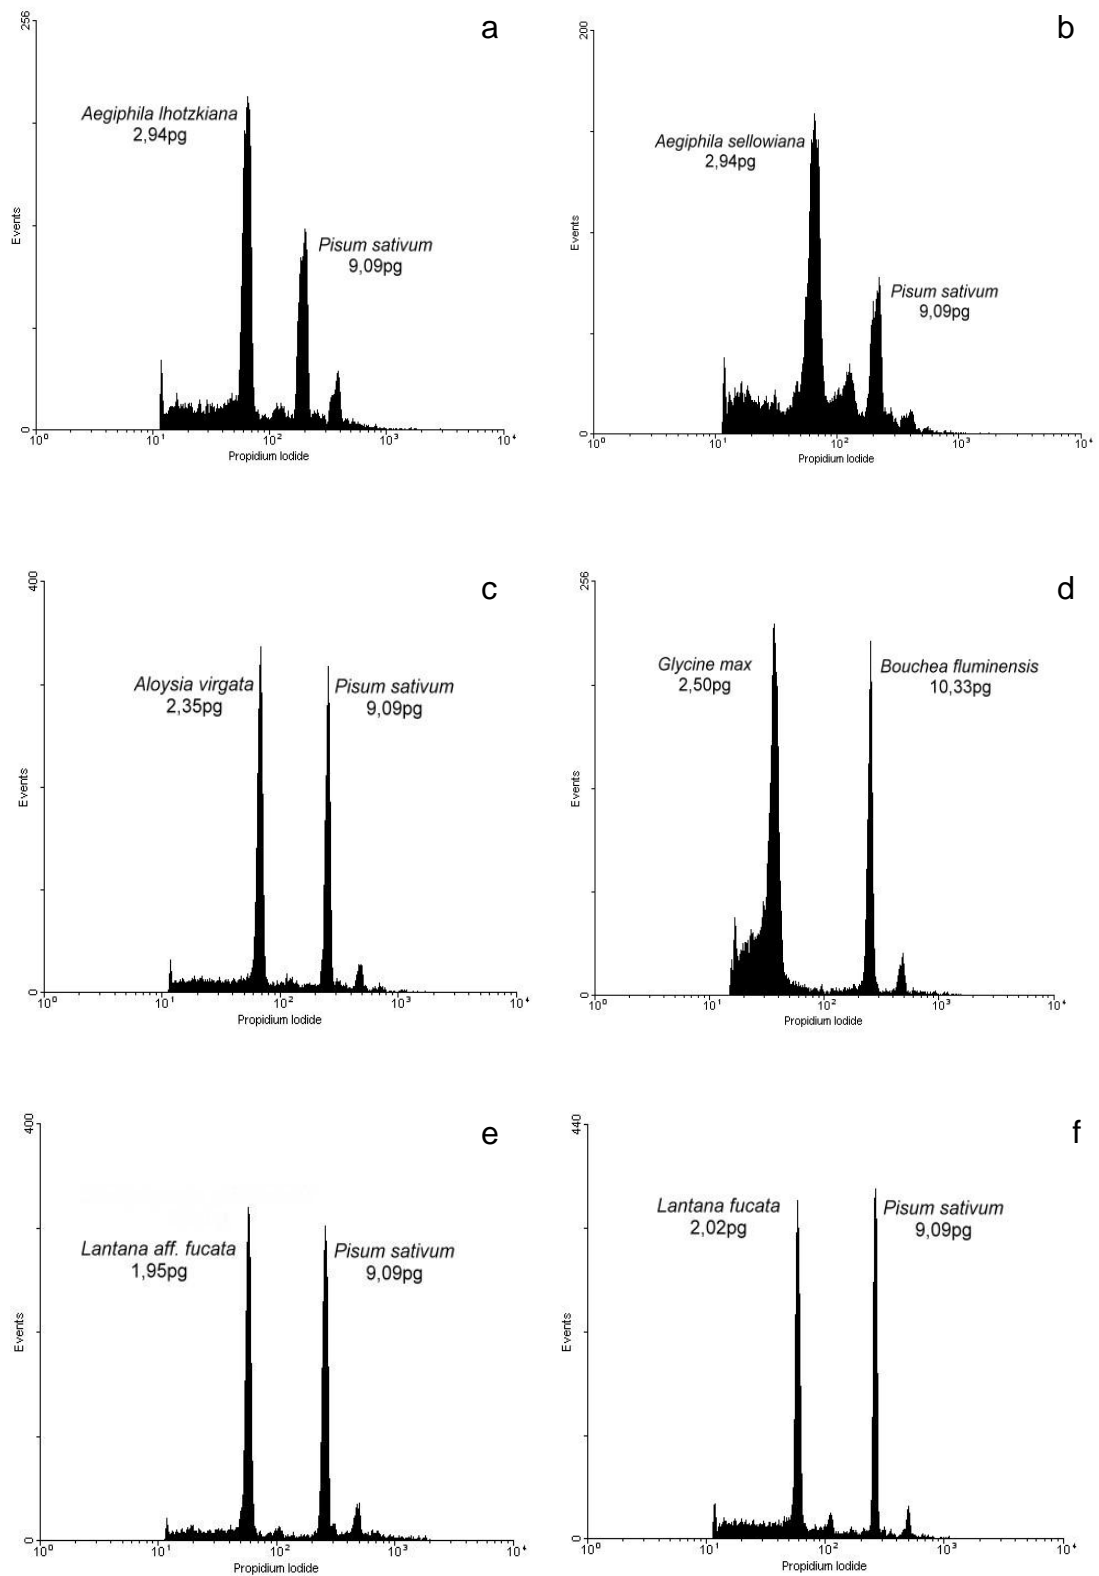 a
256
Aegiphila lhotzkiana
2,94pg
Pisum sativum
9,09pg
Events
0
10⁰ 10¹ 10² 10³ 10⁴
Propidium Iodide
b
200
Aegiphila sellowiana
2,94pg
Pisum sativum
9,09pg
Events
0
10⁰ 10¹ 10² 10³ 10⁴
Propidium Iodide
c
400
Aloysia virgata
2,35pg
Pisum sativum
9,09pg
Events
0
10⁰ 10¹ 10² 10³ 10⁴
Propidium Iodide
d
256
Glycine max
2,50pg
Bouchea fluminensis
10,33pg
Events
0
10⁰ 10¹ 10² 10³ 10⁴
Propidium Iodide
e
400
Lantana aff. fucata
1,95pg
Pisum sativum
9,09pg
Events
0
10⁰ 10¹ 10² 10³ 10⁴
Propidium Iodide
f
440
Lantana fucata
2,02pg
Pisum sativum
9,09pg
Events
0
10⁰ 10¹ 10² 10³ 10⁴
Propidium Iodide